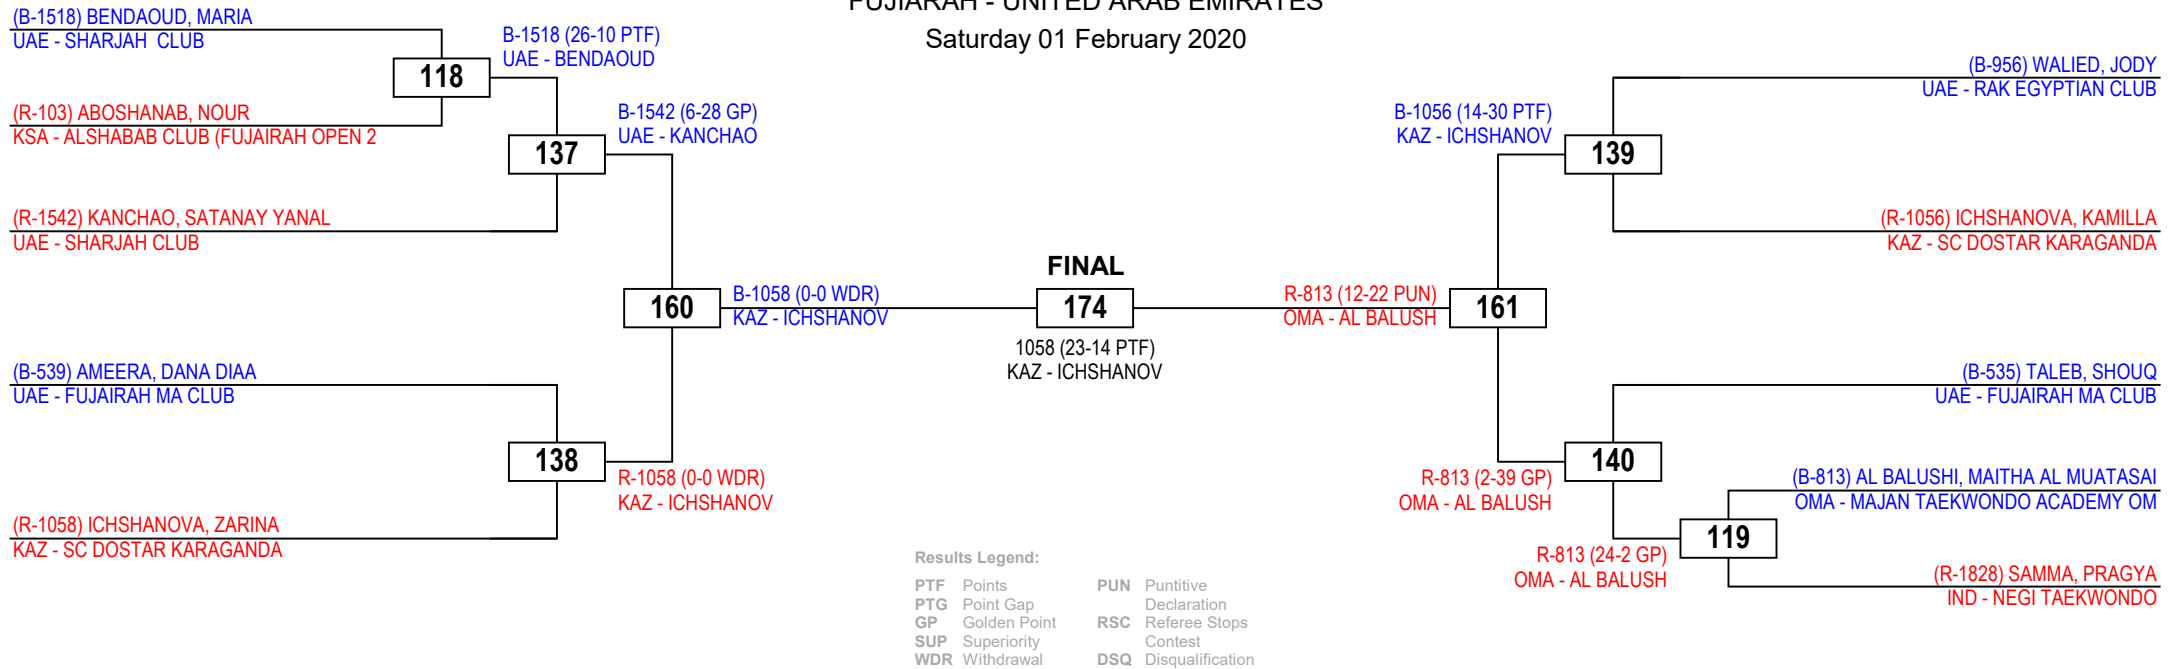 FUJIARAH - UNITED ARAB EMIRATES
Saturday 01 February 2020
(B-1518) BENDAOUD, MARIA
UAE - SHARJAH CLUB
118
(R-103) ABOSHANAB, NOUR
KSA - ALSHABAB CLUB (FUJAIRAH OPEN 2
B-1518 (26-10 PTF)
UAE - BENDAOUD
137
(R-1542) KANCHAO, SATANAY YANAL
UAE - SHARJAH CLUB
B-1542 (6-28 GP)
UAE - KANCHAO
160
(B-539) AMEERA, DANA DIAA
UAE - FUJAIRAH MA CLUB
138
(R-1058) ICHSHANOVA, ZARINA
KAZ - SC DOSTAR KARAGANDA
R-1058 (0-0 WDR)
KAZ - ICHSHANOV
B-1058 (0-0 WDR)
KAZ - ICHSHANOV
FINAL
174
1058 (23-14 PTF)
KAZ - ICHSHANOV
R-813 (12-22 PUN)
OMA - AL BALUSH
161
B-1056 (14-30 PTF)
KAZ - ICHSHANOV
139
(B-956) WALIED, JODY
UAE - RAK EGYPTIAN CLUB
(R-1056) ICHSHANOVA, KAMILLA
KAZ - SC DOSTAR KARAGANDA
R-813 (2-39 GP)
OMA - AL BALUSH
140
(B-535) TALEB, SHOUQ
UAE - FUJAIRAH MA CLUB
(B-813) AL BALUSHI, MAITHA AL MUATASAI
OMA - MAJAN TAEKWONDO ACADEMY OM
119
R-813 (24-2 GP)
OMA - AL BALUSH
(R-1828) SAMMA, PRAGYA
IND - NEGI TAEKWONDO
Results Legend:
PTF Points
PTG Point Gap
GP Golden Point
SUP Superiority
WDR Withdrawal
PUN Puntitive
Declaration
RSC Referee Stops
Contest
DSQ Disqualification